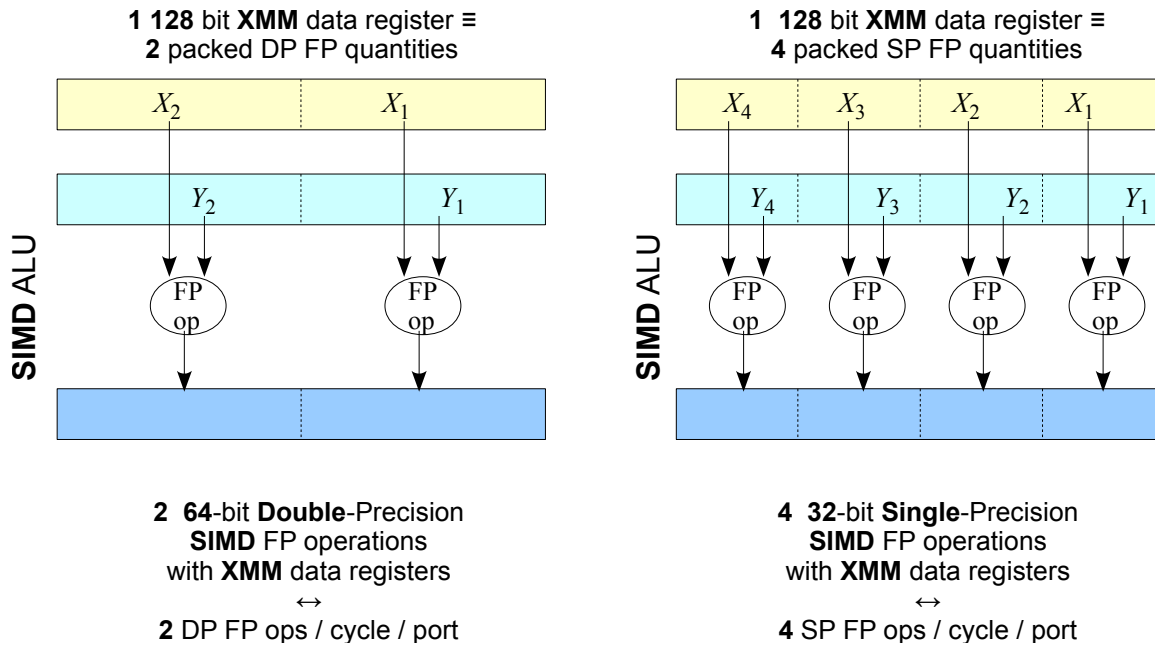 1 128 bit XMM data register ≡
2 packed DP FP quantities
X2 X1
Y2 Y1
SIMD ALU
FP op FP op
2 64-bit Double-Precision
SIMD FP operations
with XMM data registers
↔
2 DP FP ops / cycle / port
1 128 bit XMM data register ≡
4 packed SP FP quantities
X4 X3 X2 X1
Y4 Y3 Y2 Y1
SIMD ALU
FP op FP op FP op FP op
4 32-bit Single-Precision
SIMD FP operations
with XMM data registers
↔
4 SP FP ops / cycle / port